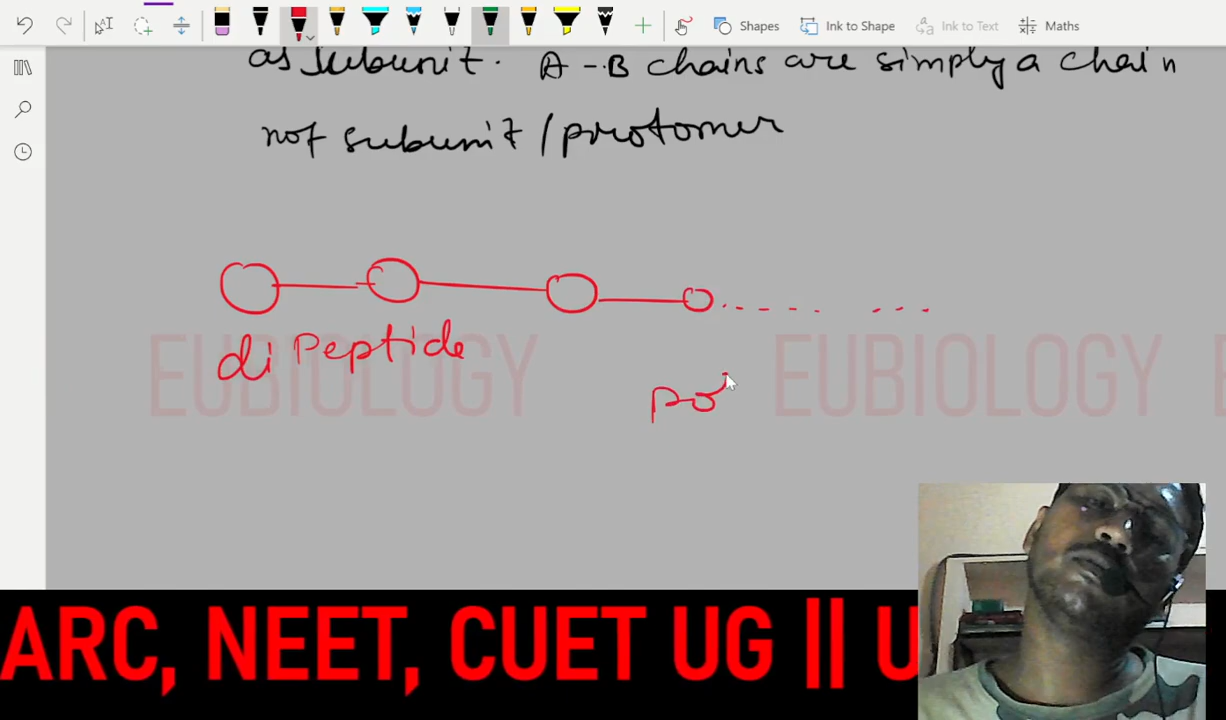 Shapes Ink to Shape Ink to Text Maths
as subunit. A-B chains are simply a chain
not subunit/protomer
di Peptide
po
EUBIOLOGY EUBIOLOGY E
ARC, NEET, CUET UG || U